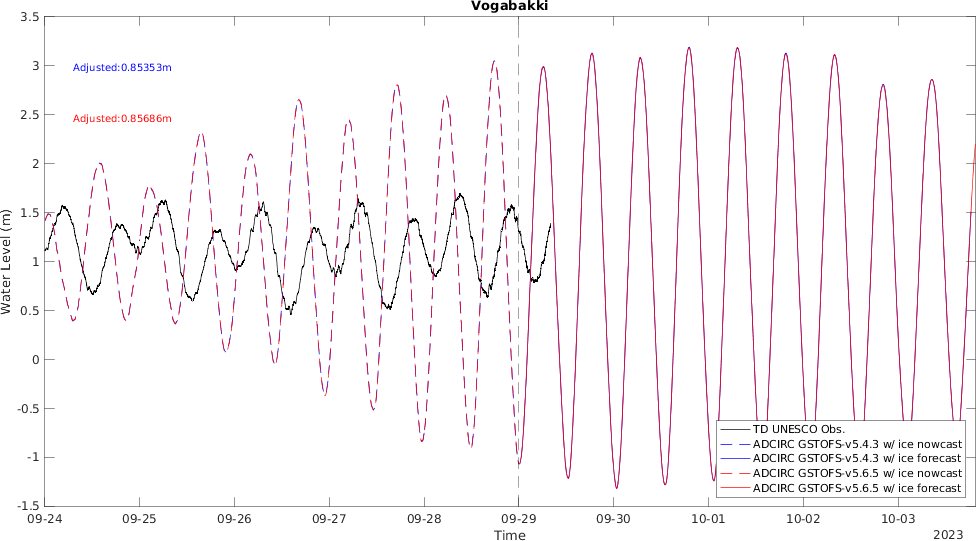 Vogabakki
3.5
3
2.5
2
1.5
1
0.5
0
-0.5
-1
-1.5
Water Level (m)
Adjusted:0.85353m
Adjusted:0.85686m
TD UNESCO Obs.
ADCIRC GSTOFS-v5.4.3 w/ ice nowcast
ADCIRC GSTOFS-v5.4.3 w/ ice forecast
ADCIRC GSTOFS-v5.6.5 w/ ice nowcast
ADCIRC GSTOFS-v5.6.5 w/ ice forecast
09-24 09-25 09-26 09-27 09-28 09-29 09-30 10-01 10-02 10-03
Time
2023